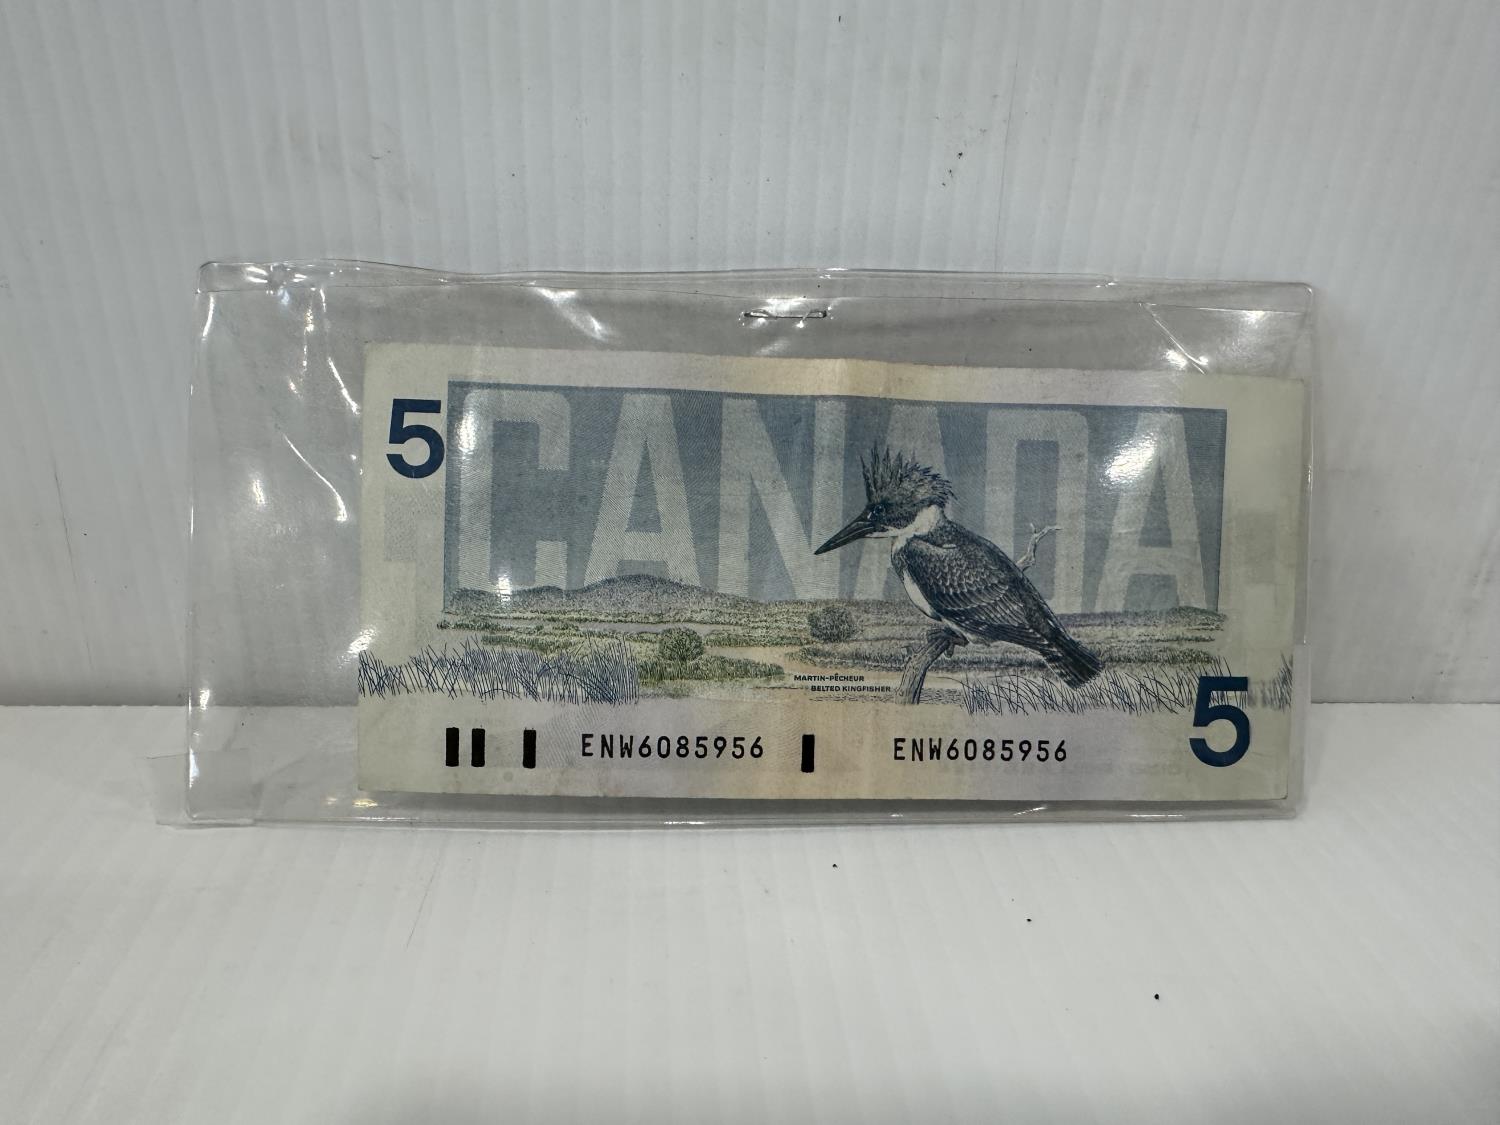 5
CANADA
MARTIN-PÊCHEUR
BELTED KINGFISHER
ENW6085956 ENW6085956
5